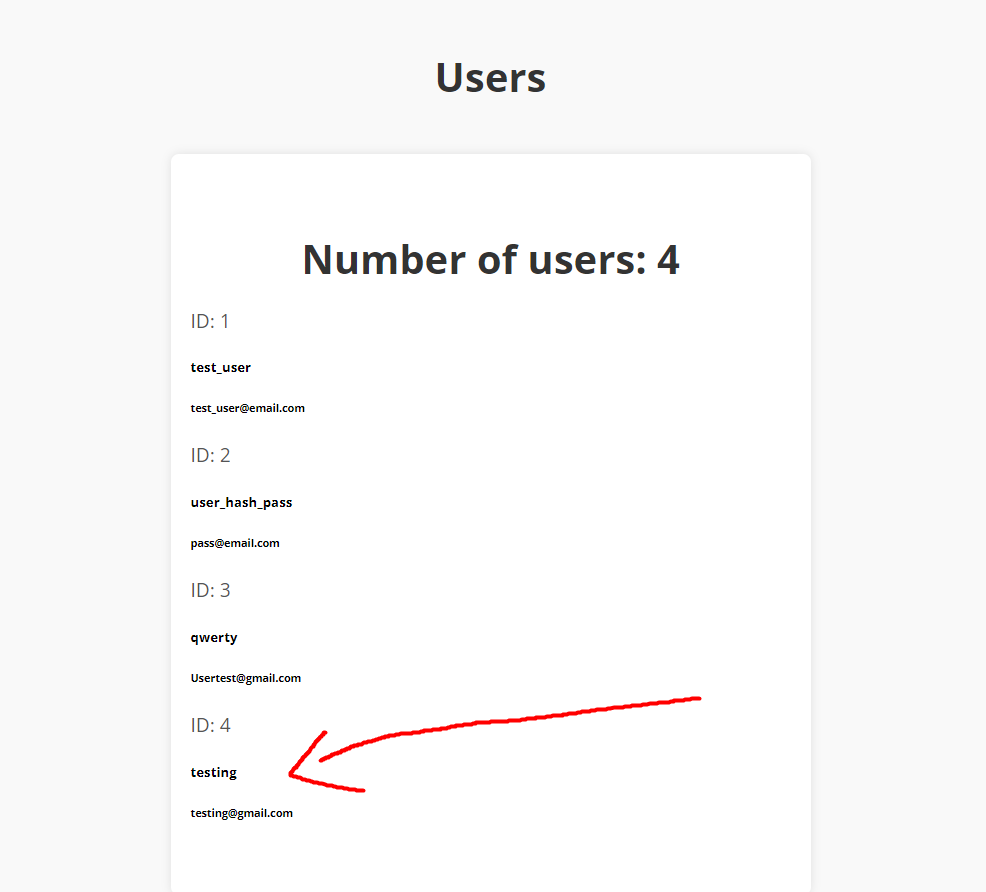 Users
Number of users: 4
ID: 1
test_user
test_user@email.com
ID: 2
user_hash_pass
pass@email.com
ID: 3
qwerty
Usertest@gmail.com
ID: 4
testing
testing@gmail.com